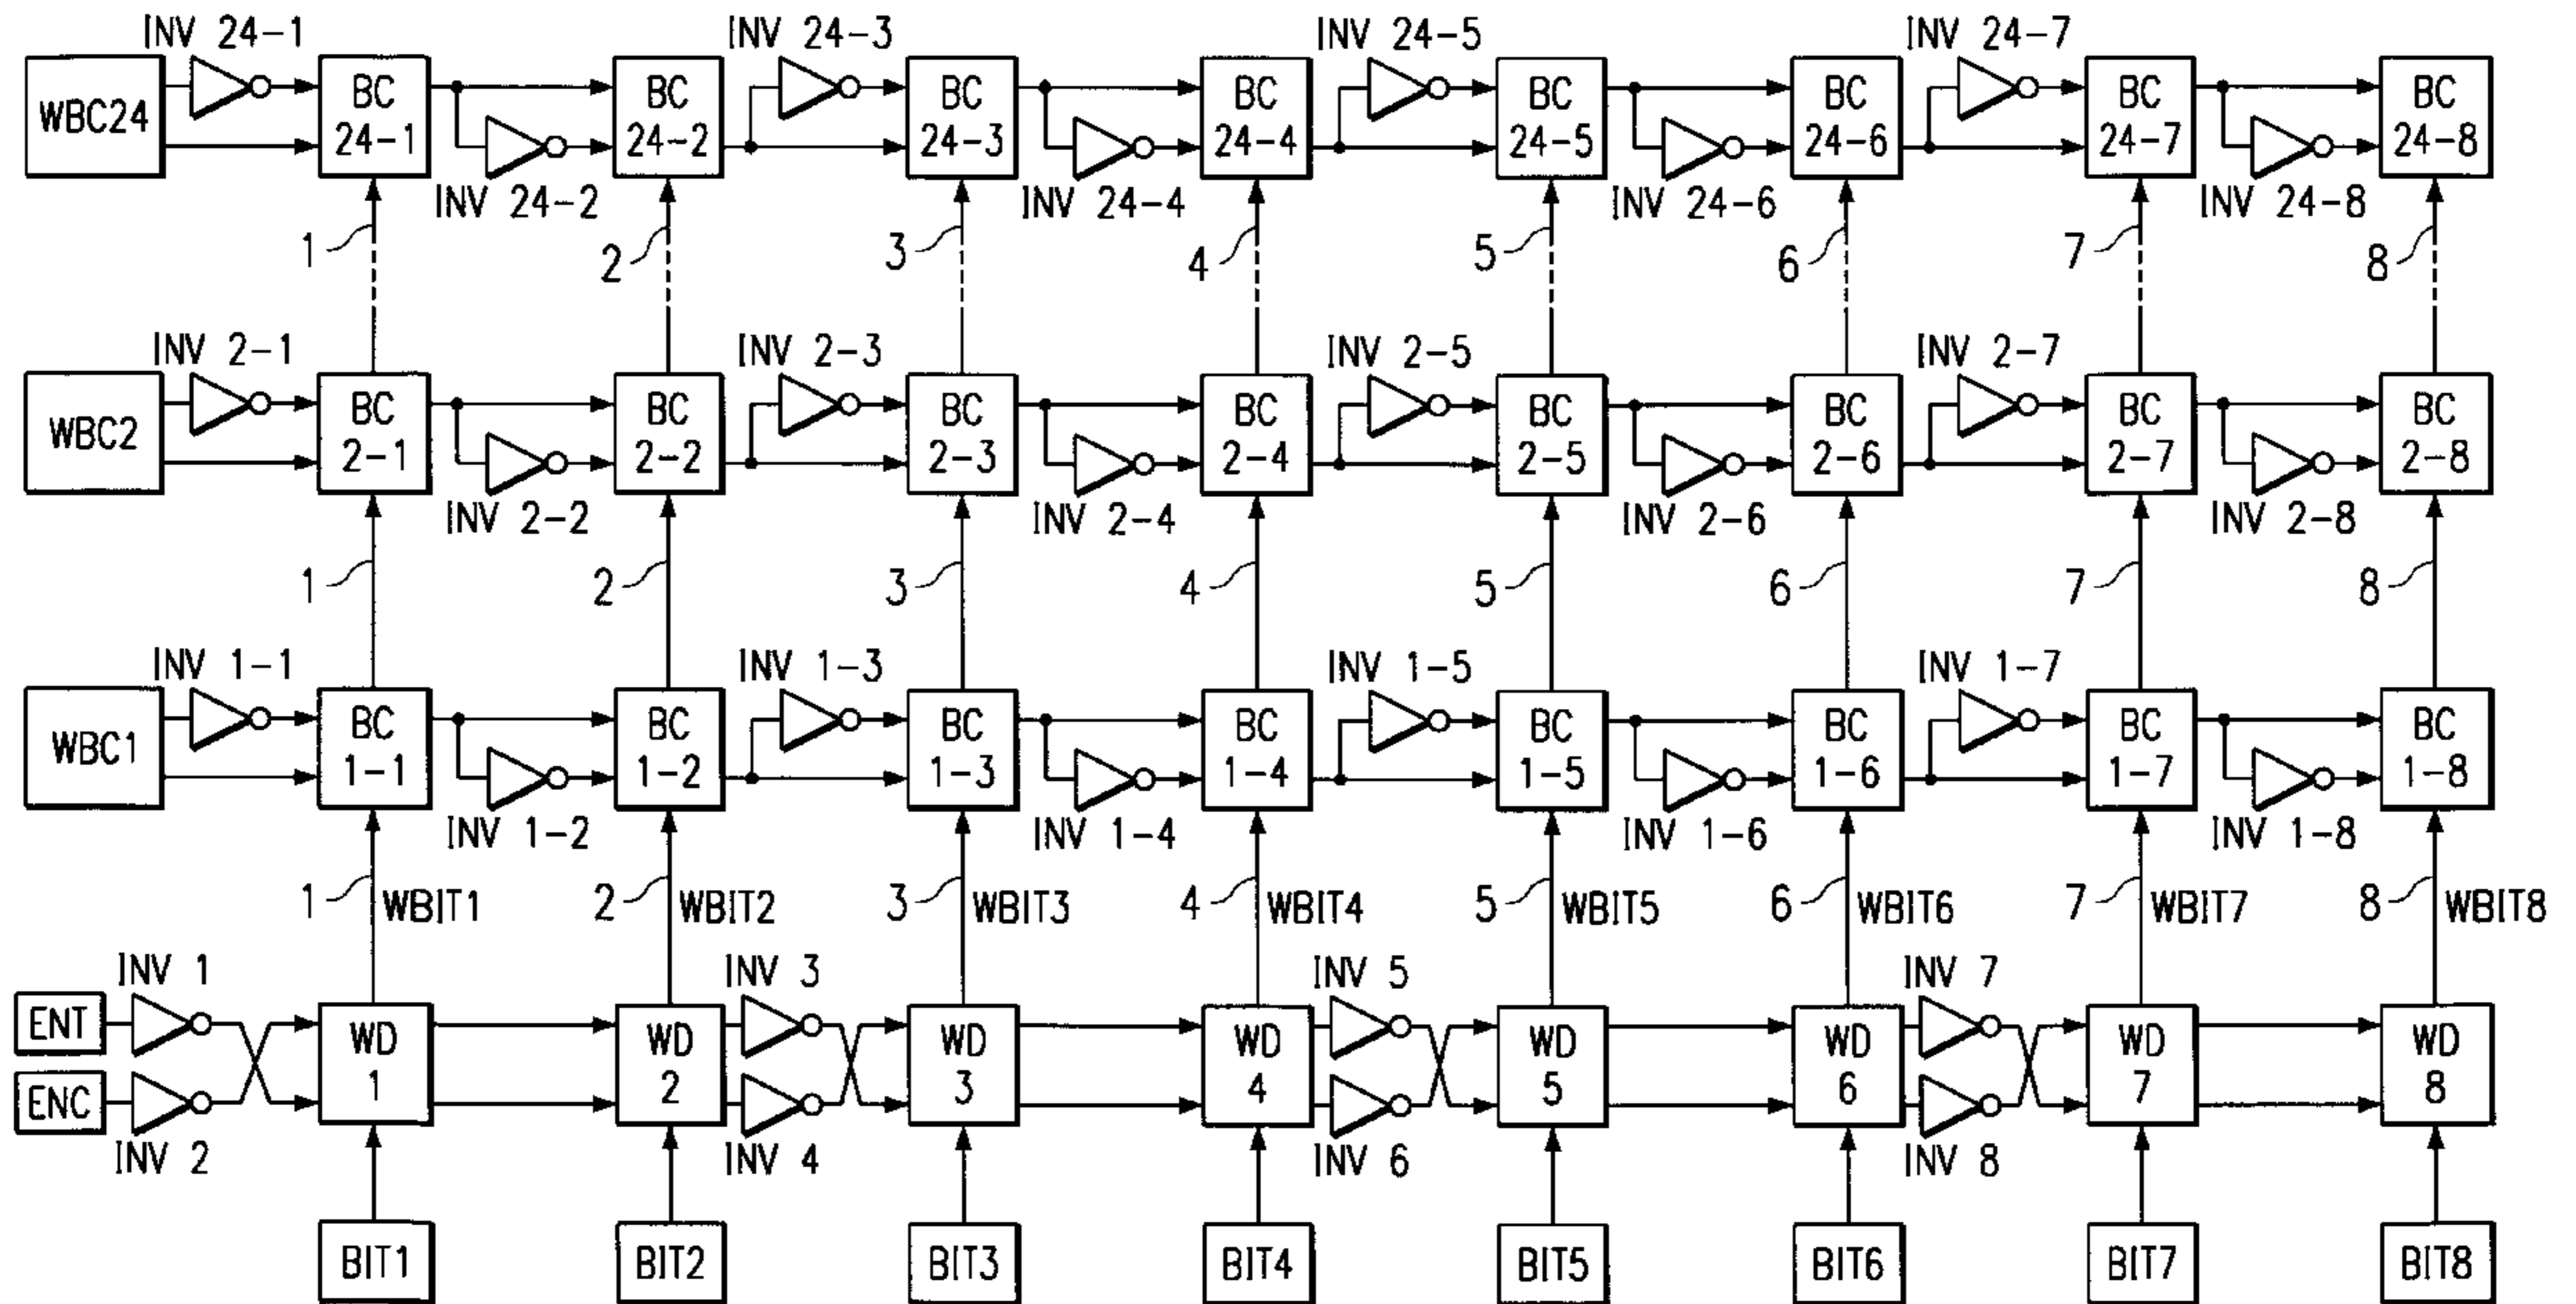 INV 24-1 INV 24-3 INV 24-5 INV 24-7
WBC24 BC 24-1 BC 24-2 BC 24-3 BC 24-4 BC 24-5 BC 24-6 BC 24-7 BC 24-8
INV 24-2 INV 24-4 INV 24-6 INV 24-8
1 2 3 4 5 6 7 8
INV 2-1 INV 2-3 INV 2-5 INV 2-7
WBC2 BC 2-1 BC 2-2 BC 2-3 BC 2-4 BC 2-5 BC 2-6 BC 2-7 BC 2-8
INV 2-2 INV 2-4 INV 2-6 INV 2-8
1 2 3 4 5 6 7 8
INV 1-1 INV 1-3 INV 1-5 INV 1-7
WBC1 BC 1-1 BC 1-2 BC 1-3 BC 1-4 BC 1-5 BC 1-6 BC 1-7 BC 1-8
INV 1-2 INV 1-4 INV 1-6 INV 1-8
1 WBIT1 2 WBIT2 3 WBIT3 4 WBIT4 5 WBIT5 6 WBIT6 7 WBIT7 8 WBIT8
INV 1 INV 3 INV 5 INV 7
ENT WD 1 WD 2 WD 3 WD 4 WD 5 WD 6 WD 7 WD 8
ENC
INV 2 INV 4 INV 6 INV 8
BIT1 BIT2 BIT3 BIT4 BIT5 BIT6 BIT7 BIT8